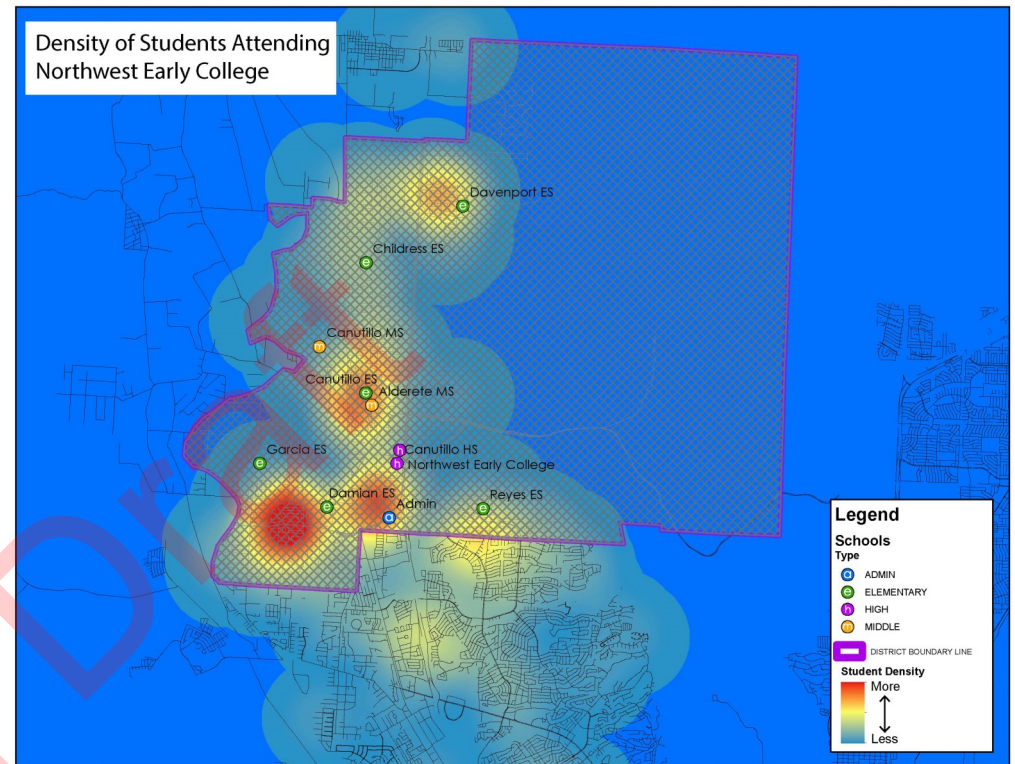 Density of Students Attending
Northwest Early College
Davenport ES
e
Childress ES
e
Canutillo MS
m
Canutillo ES
e
Alderete MS
m
Garcia ES
e
h
Canutillo HS
h
Northwest Early College
Damian ES
e
Admin
a
Reyes ES
e
Draft
Legend
Schools
Type
a ADMIN
e ELEMENTARY
h HIGH
m MIDDLE
DISTRICT BOUNDARY LINE
Student Density
More
Less